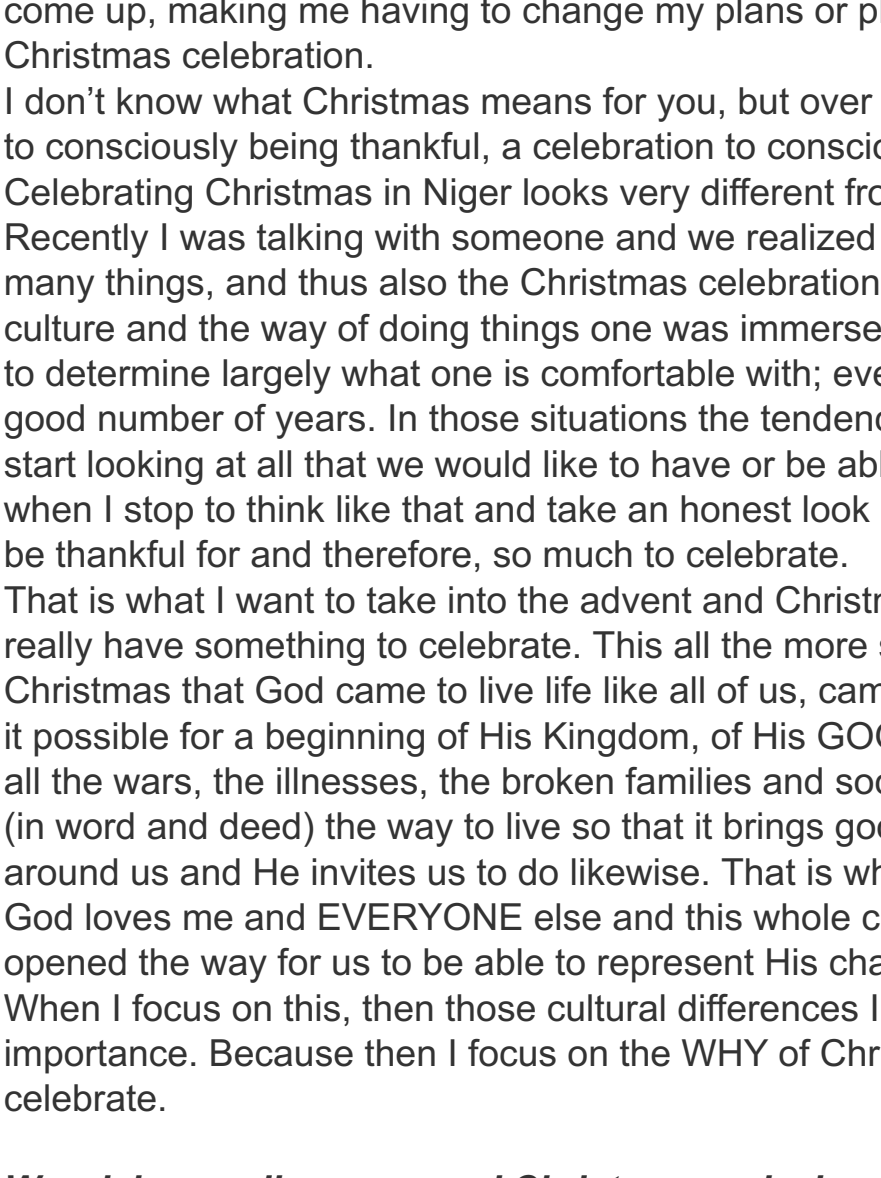 come up, making me having to change my plans or pl
Christmas celebration.
I don’t know what Christmas means for you, but over
to consciously being thankful, a celebration to conscio
Celebrating Christmas in Niger looks very different fro
Recently I was talking with someone and we realized
many things, and thus also the Christmas celebration
culture and the way of doing things one was immerse
to determine largely what one is comfortable with; eve
good number of years. In those situations the tendenc
start looking at all that we would like to have or be abl
when I stop to think like that and take an honest look
be thankful for and therefore, so much to celebrate.
That is what I want to take into the advent and Christm
really have something to celebrate. This all the more s
Christmas that God came to live life like all of us, cam
it possible for a beginning of His Kingdom, of His GOO
all the wars, the illnesses, the broken families and soc
(in word and deed) the way to live so that it brings goo
around us and He invites us to do likewise. That is wh
God loves me and EVERYONE else and this whole c
opened the way for us to be able to represent His cha
When I focus on this, then those cultural differences l
importance. Because then I focus on the WHY of Chr
celebrate.